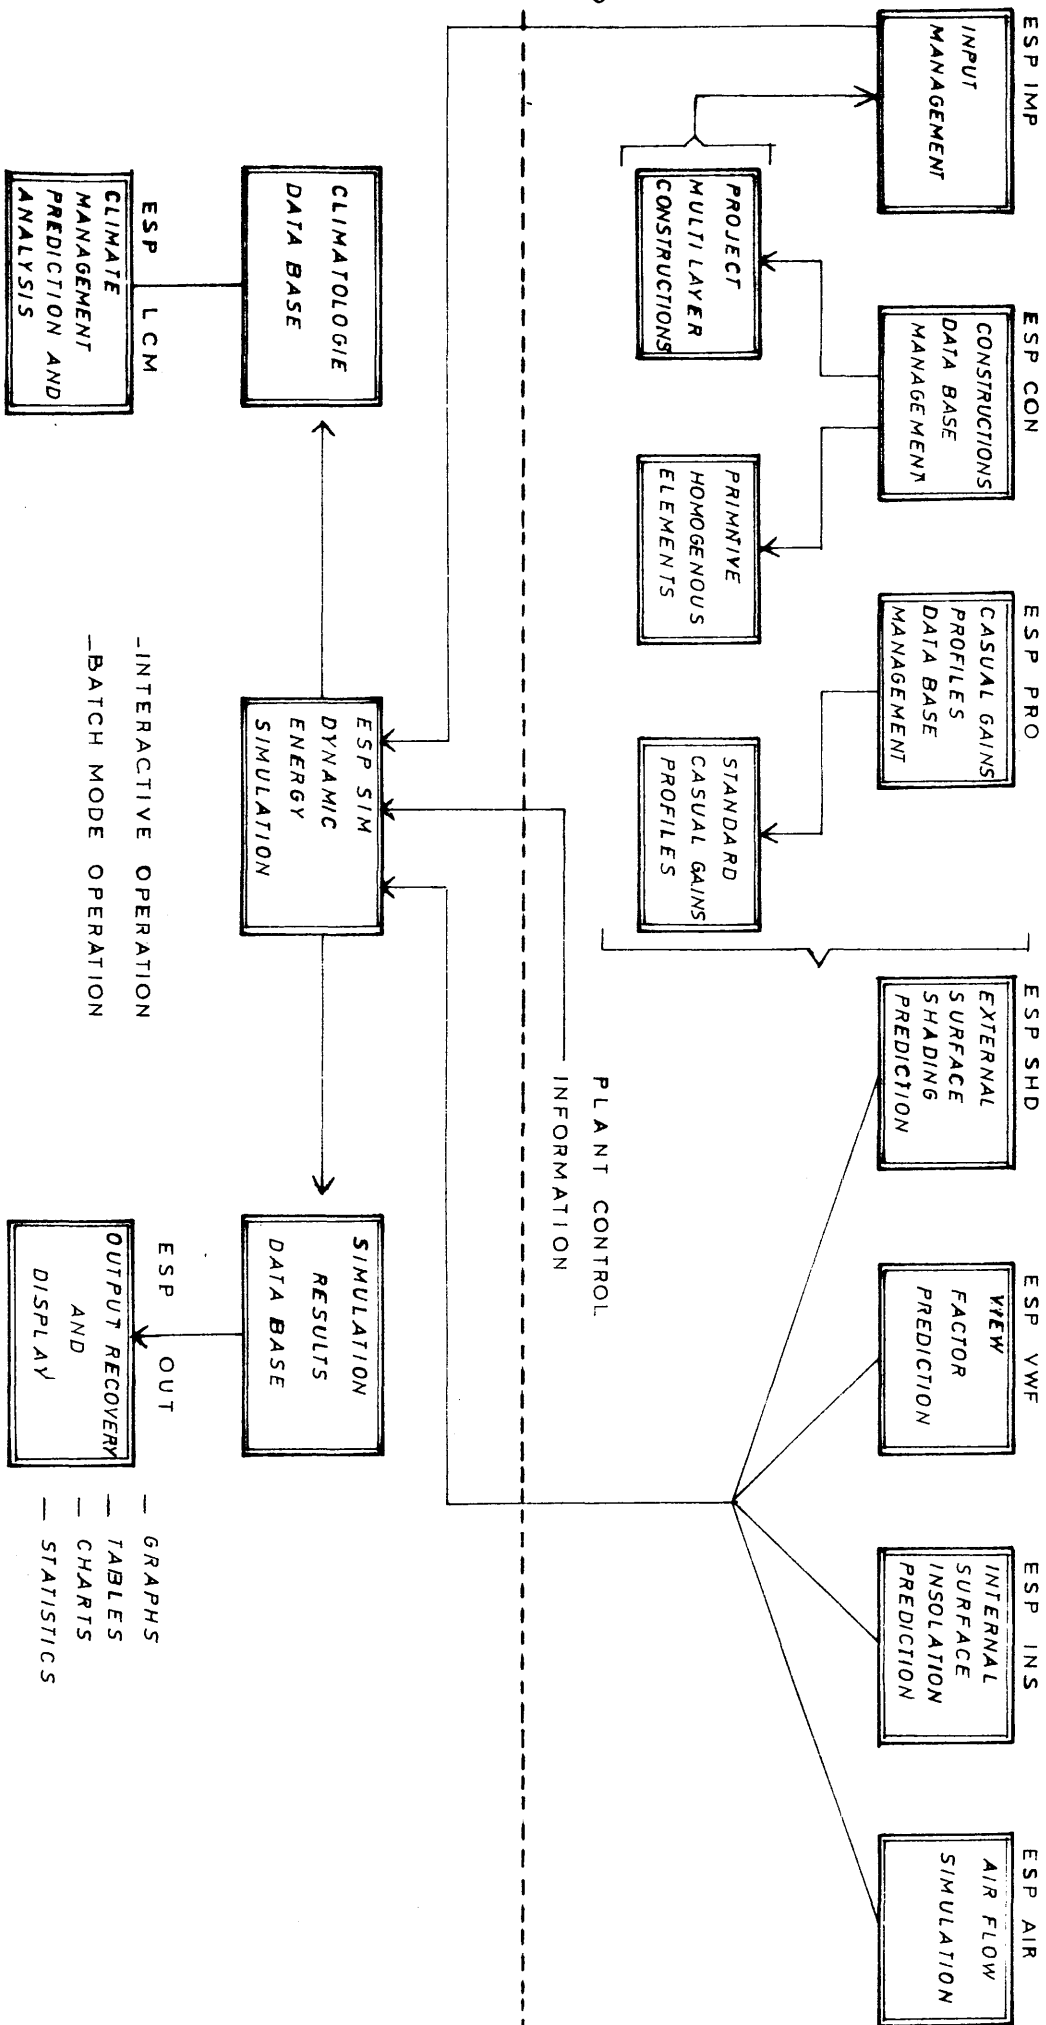 ESP IMP
INPUT
MANAGEMENT
ESP CON
CONSTRUCTIONS
DATA BASE
MANAGEMENT
ESP PRO
CASUAL GAINS
PROFILES
DATA BASE
MANAGEMENT
ESP SHD
EXTERNAL
SURFACE
SHADING
PREDICTION
ESP VWF
VIEW
FACTOR
PREDICTION
ESP INS
INTERNAL
SURFACE
INSOLATION
PREDICTION
ESP AIR
AIR FLOW
SIMULATION
PROJECT
MULTILAYER
CONSTRUCTIONS
PRIMITIVE
HOMOGENOUS
ELEMENTS
STANDARD
CASUAL GAINS
PROFILES
PLANT CONTROL
INFORMATION
CLIMATOLOGIE
DATA BASE
ESP SIM
DYNAMIC
ENERGY
SIMULATION
SIMULATION
RESULTS
DATA BASE
ESP LCM
CLIMATE
MANAGEMENT
PREDICTION AND
ANALYSIS
-INTERACTIVE OPERATION
-BATCH MODE OPERATION
ESP OUT
OUTPUT RECOVERY
AND
DISPLAY
- GRAPHS
- TABLES
- CHARTS
- STATISTICS